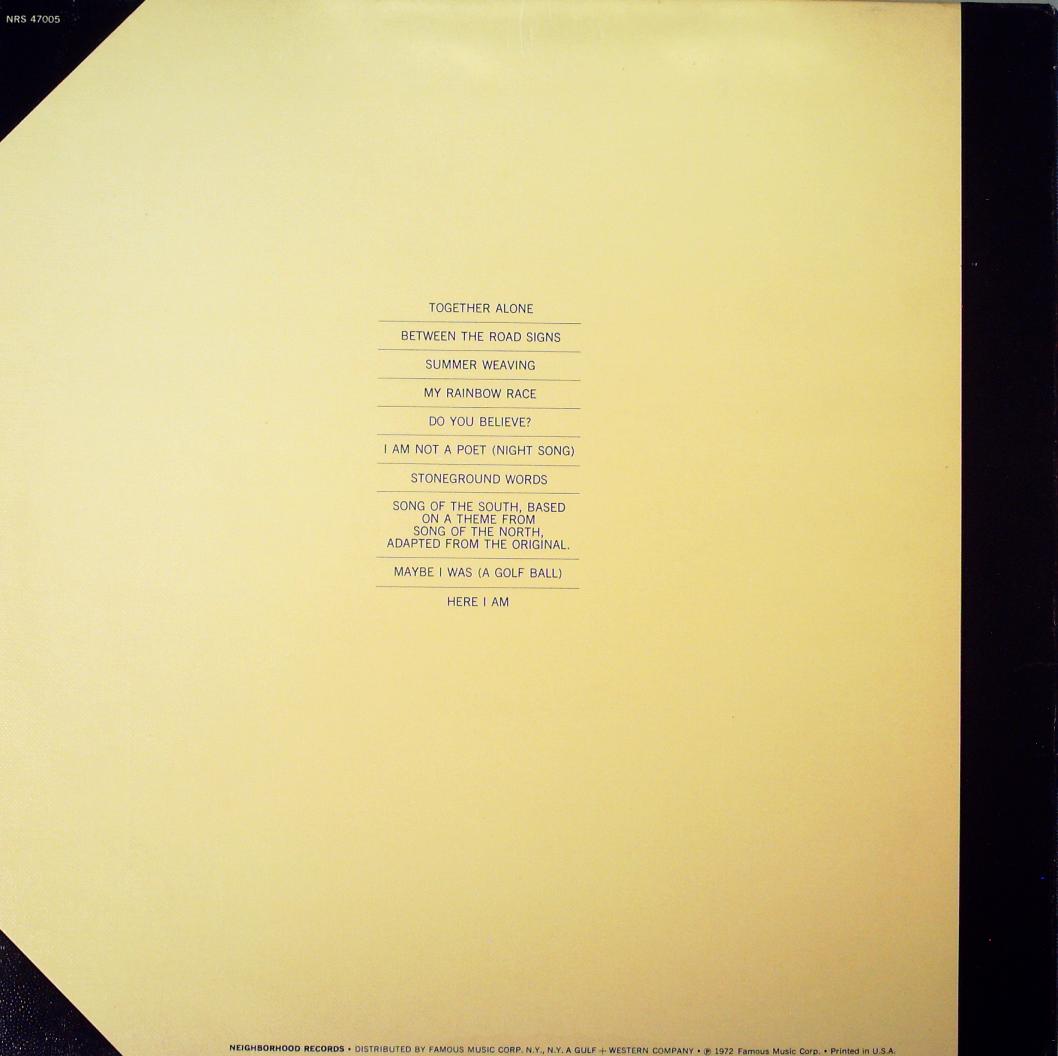 NRS 47005
TOGETHER ALONE
BETWEEN THE ROAD SIGNS
SUMMER WEAVING
MY RAINBOW RACE
DO YOU BELIEVE?
I AM NOT A POET (NIGHT SONG)
STONEGROUND WORDS
SONG OF THE SOUTH, BASED
ON A THEME FROM
SONG OF THE NORTH,
ADAPTED FROM THE ORIGINAL.
MAYBE I WAS (A GOLF BALL)
HERE I AM
NEIGHBORHOOD RECORDS • DISTRIBUTED BY FAMOUS MUSIC CORP. N.Y., N.Y. A GULF + WESTERN COMPANY • ℗ 1972 Famous Music Corp. • Printed in U.S.A.